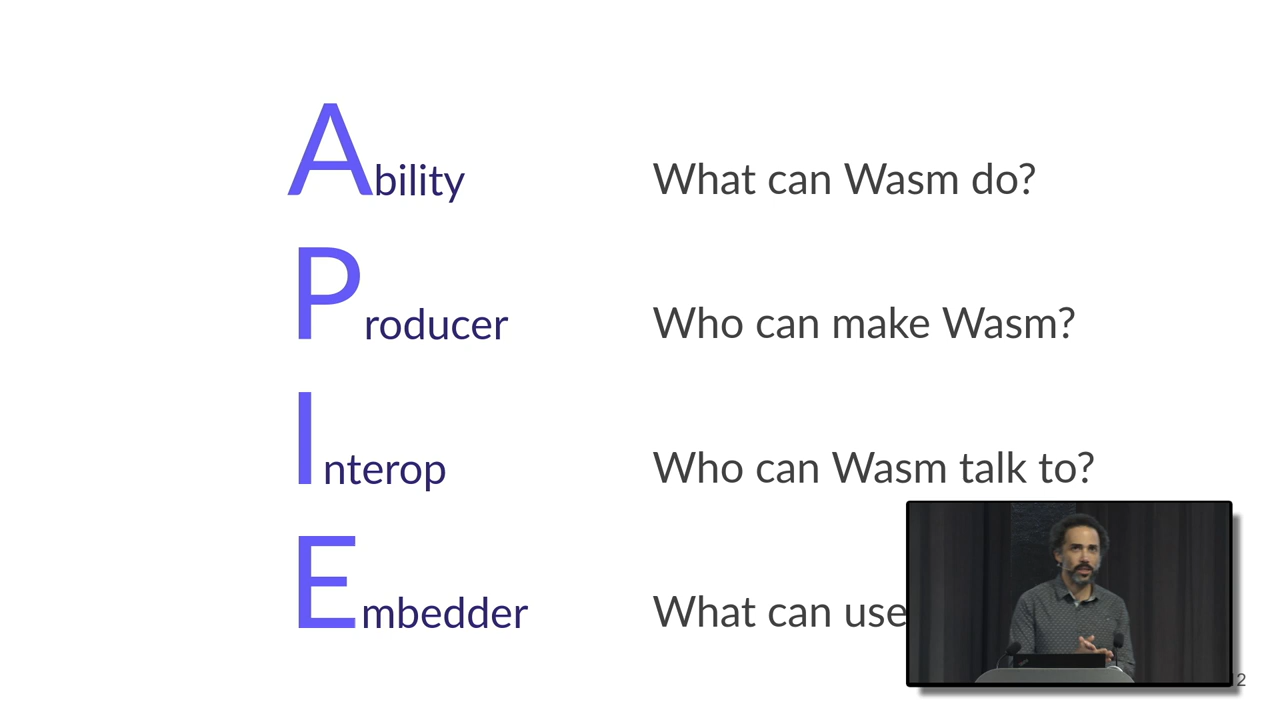 Ability What can Wasm do?
Producer Who can make Wasm?
Interop Who can Wasm talk to?
Embedder What can use
2